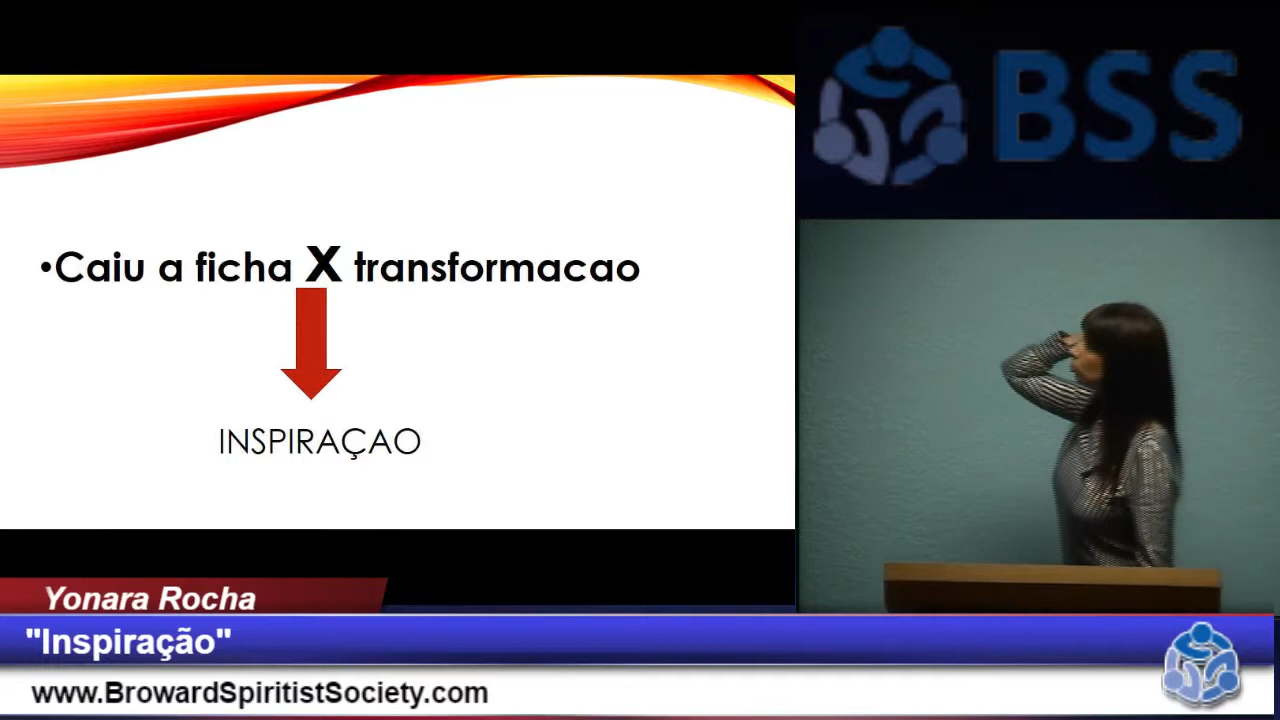 BSS
•Caiu a ficha X transformacao
INSPIRAÇAO
Yonara Rocha
"Inspiração"
www.BrowardSpiritistSociety.com